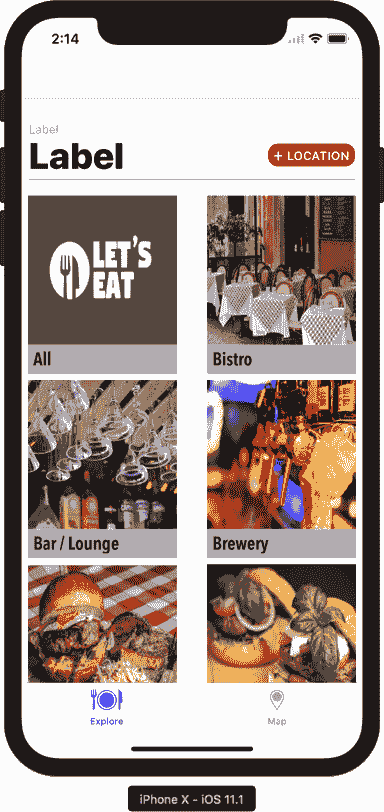 2:14
Label
Label
+ LOCATION
LET'S
EAT
All
Bistro
Bar / Lounge
Brewery
Explore
Map
iPhone X - iOS 11.1